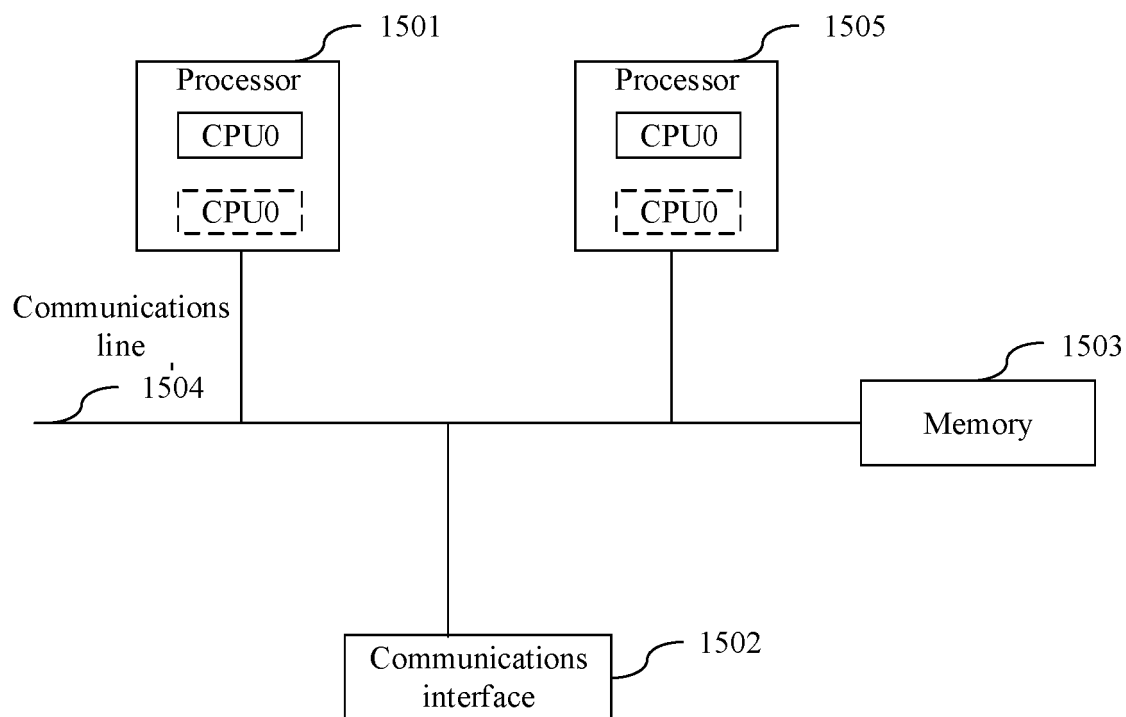 1501
1505
Processor
Processor
CPU0
CPU0
CPU0
CPU0
Communications
line
1504
1503
Memory
1502
Communications
interface